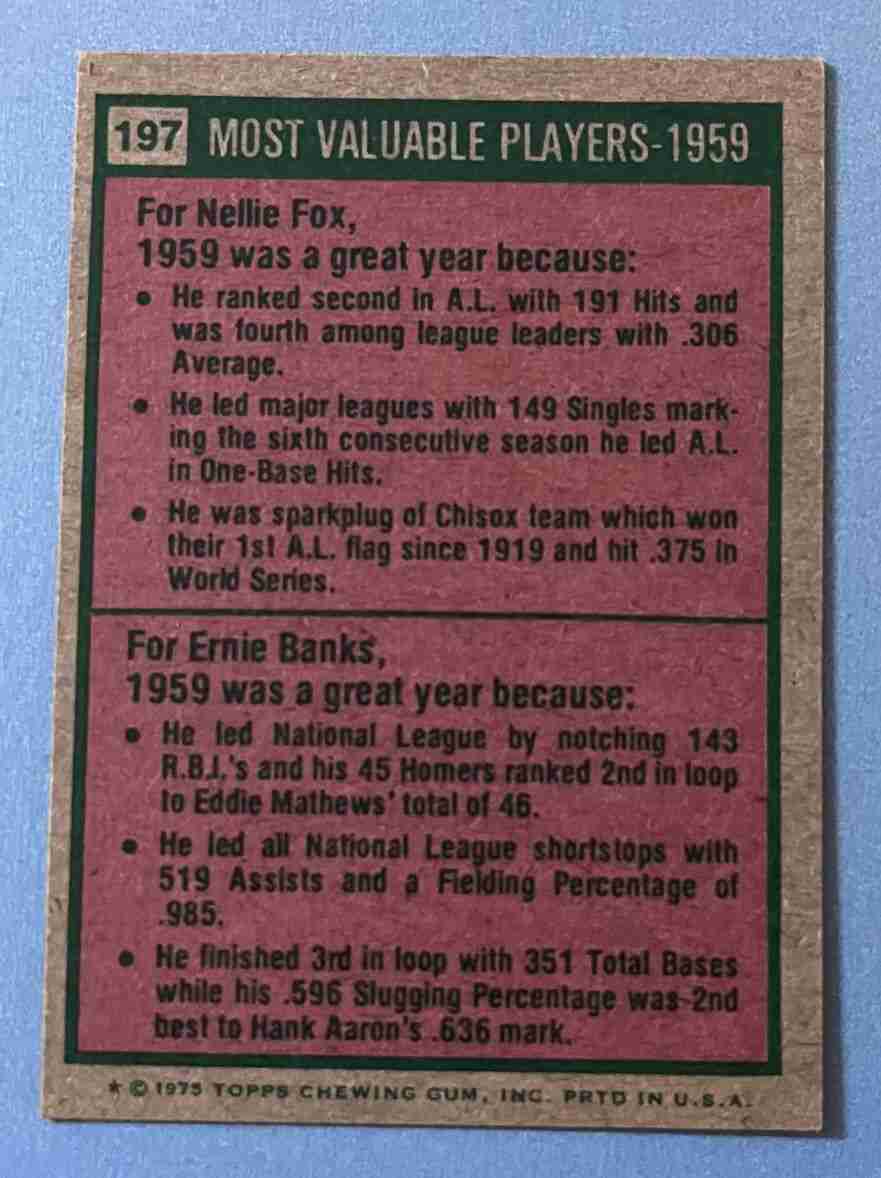 197 MOST VALUABLE PLAYERS-1959
For Nellie Fox,
1959 was a great year because:
• He ranked second in A.L. with 191 Hits and
was fourth among league leaders with .306
Average.
• He led major leagues with 149 Singles mark-
ing the sixth consecutive season he led A.L.
in One-Base Hits.
• He was sparkplug of Chisox team which won
their 1st A.L. flag since 1919 and hit .375 in
World Series.
For Ernie Banks,
1959 was a great year because:
• He led National League by notching 143
R.B.I.'s and his 45 Homers ranked 2nd in loop
to Eddie Mathews' total of 46.
• He led all National League shortstops with
519 Assists and a Fielding Percentage of
.985.
• He finished 3rd in loop with 351 Total Bases
while his .596 Slugging Percentage was 2nd
best to Hank Aaron's .636 mark.
★ © 1975 TOPPS CHEWING GUM, INC. PRTD IN U.S.A.